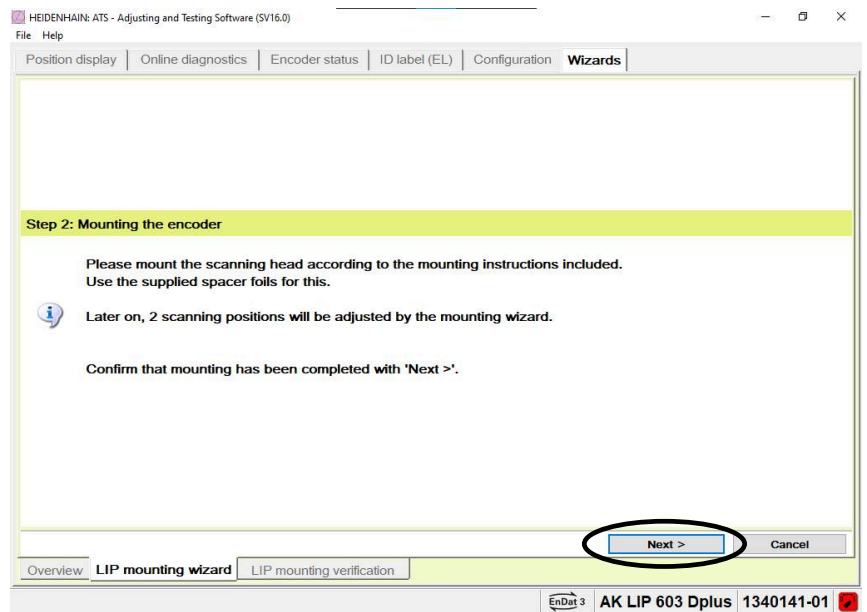 HEIDENHAIN: ATS - Adjusting and Testing Software (SV16.0)
File Help
Position display Online diagnostics Encoder status ID label (EL) Configuration Wizards
Step 2: Mounting the encoder
Please mount the scanning head according to the mounting instructions included.
Use the supplied spacer foils for this.
Later on, 2 scanning positions will be adjusted by the mounting wizard.
Confirm that mounting has been completed with 'Next >'.
Next > Cancel
Overview LIP mounting wizard LIP mounting verification
EnDat 3 AK LIP 603 Dplus 1340141-01